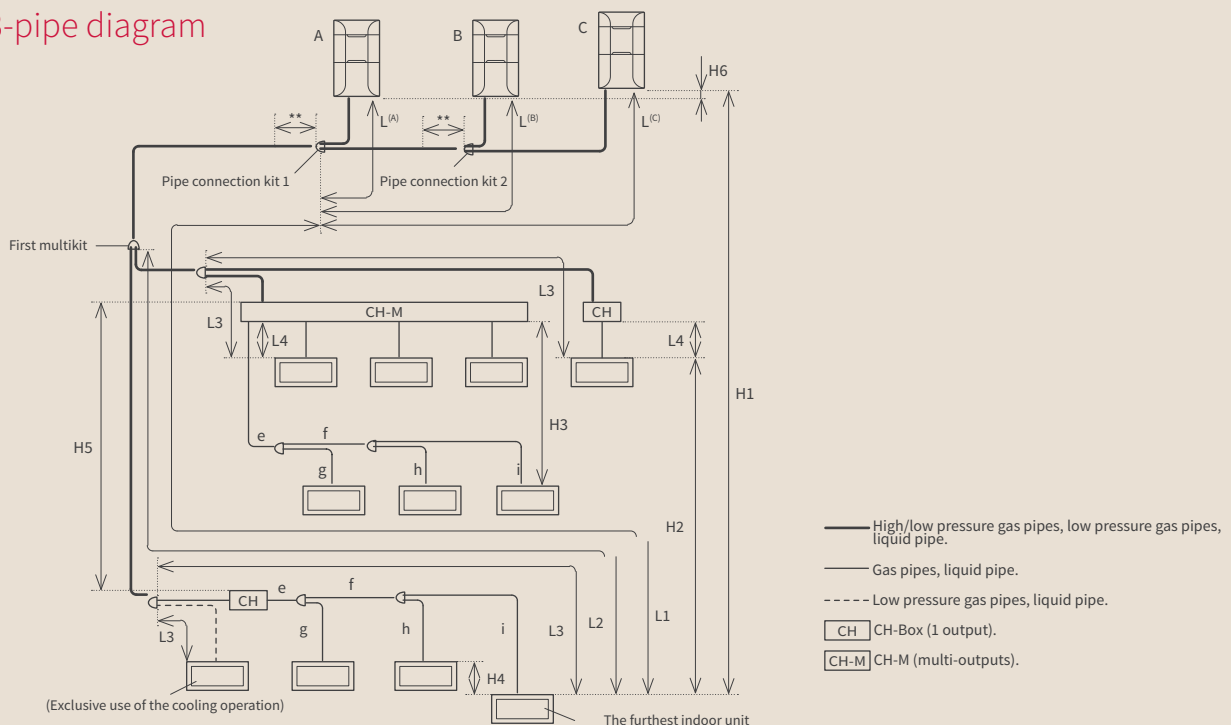 3-pipe diagram
A
B
C
H6
L(A)
L(B)
L(C)
**
**
Pipe connection kit 1
Pipe connection kit 2
First multikit
L3
CH-M
CH
L3
L4
L4
H1
H5
H3
e
f
g
h
i
H2
CH
e
f
g
h
i
L3
L3
L2
L1
H4
(Exclusive use of the cooling operation)
The furthest indoor unit
High/low pressure gas pipes, low pressure gas pipes,
liquid pipe.
Gas pipes, liquid pipe.
Low pressure gas pipes, liquid pipe.
CH CH-Box (1 output).
CH-M CH-M (multi-outputs).